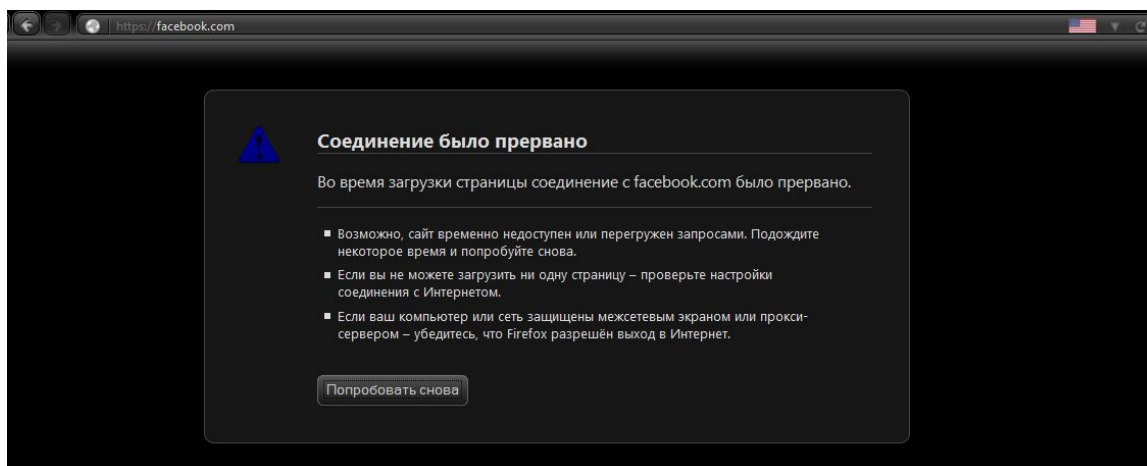 https://facebook.com
Соединение было прервано
Во время загрузки страницы соединение с facebook.com было прервано.
Возможно, сайт временно недоступен или перегружен запросами. Подождите
некоторое время и попробуйте снова.
Если вы не можете загрузить ни одну страницу – проверьте настройки
соединения с Интернетом.
Если ваш компьютер или сеть защищены межсетевым экраном или прокси-
сервером – убедитесь, что Firefox разрешён выход в Интернет.
Попробовать снова